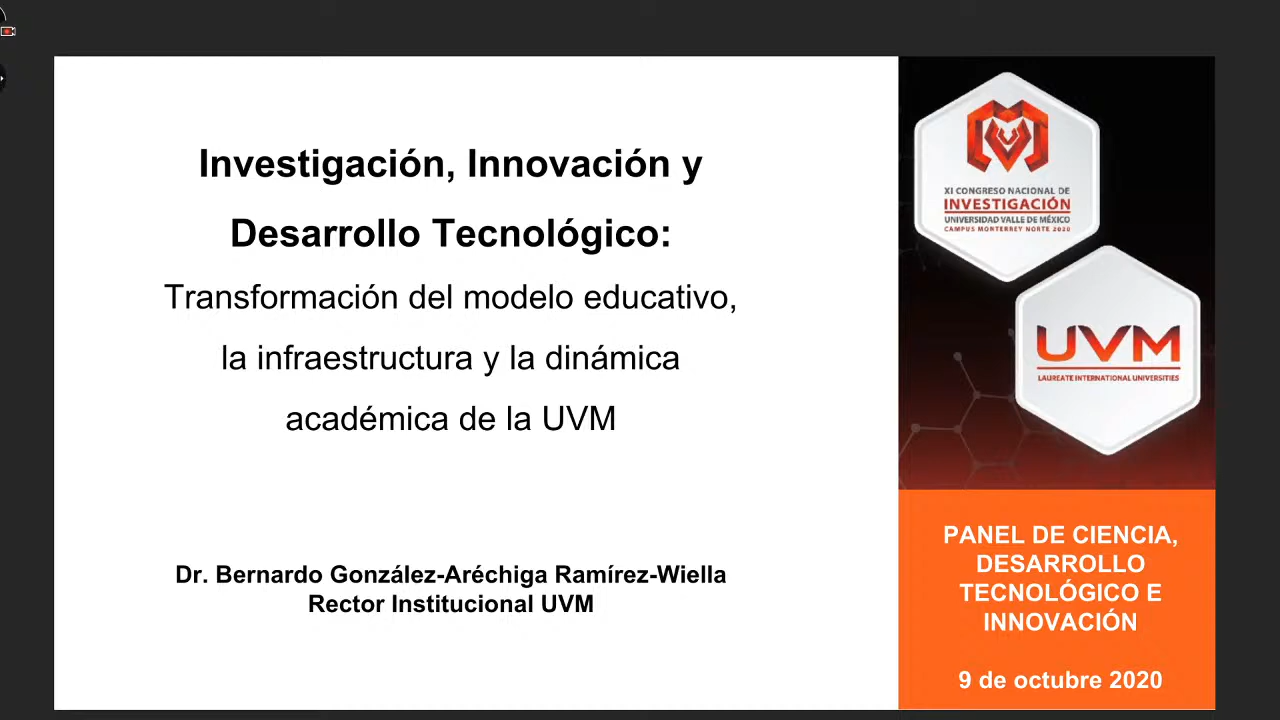 Investigación, Innovación y
Desarrollo Tecnológico:
Transformación del modelo educativo,
la infraestructura y la dinámica
académica de la UVM
Dr. Bernardo González-Aréchiga Ramírez-Wiella
Rector Institucional UVM
XI CONGRESO NACIONAL DE
INVESTIGACIÓN
UNIVERSIDAD VALLE DE MÉXICO
CAMPUS MONTERREY NORTE 2020
UVM
LAUREATE INTERNATIONAL UNIVERSITIES
PANEL DE CIENCIA,
DESARROLLO
TECNOLÓGICO E
INNOVACIÓN
9 de octubre 2020